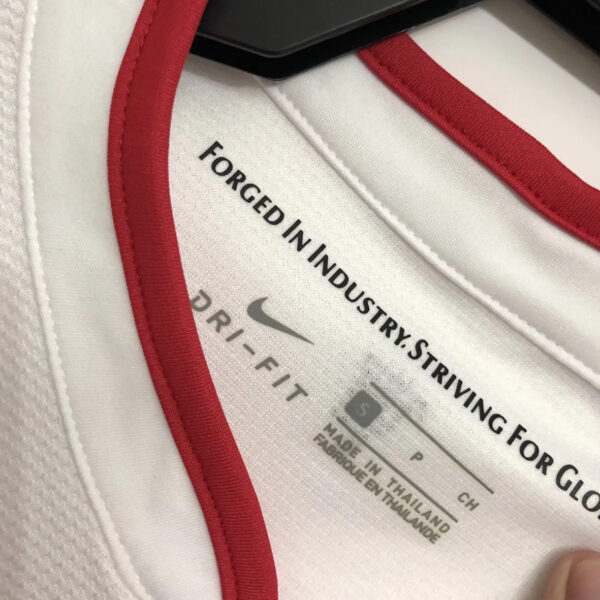 FORGED IN INDUSTRY. STRIVING FOR GLO
DRI-FIT
S P CH
MADE IN THAILAND
FABRIQUE EN THAILANDE